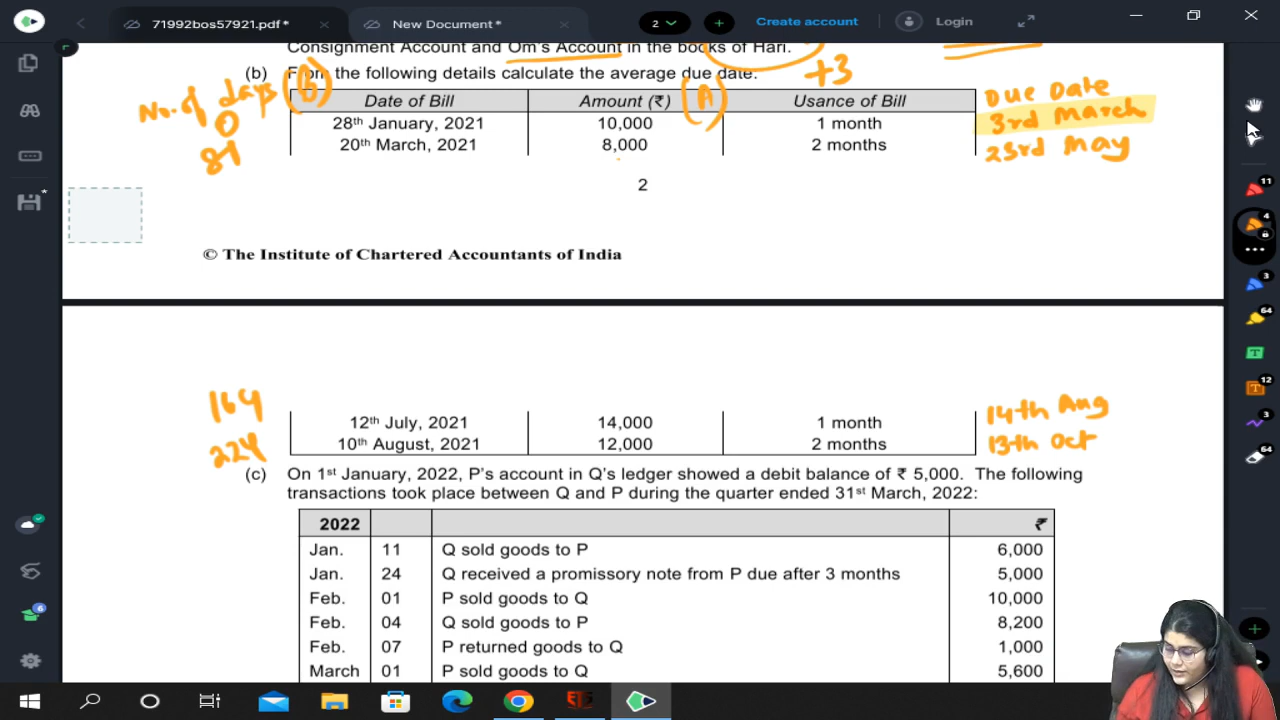 71992bos57921.pdf*
New Document*
2
Create account
Login
Consignment Account and Om's Account in the books of Hari.
(b) From the following details calculate the average due date:
+3
No. of days (B)
(A)
Date of Bill Amount (₹) Usance of Bill Due Date
0 28th January, 2021 10,000 1 month 3rd March
81 20th March, 2021 8,000 2 months 23rd May
2
© The Institute of Chartered Accountants of India
164 12th July, 2021 14,000 1 month 14th Aug
224 10th August, 2021 12,000 2 months 13th Oct
(c) On 1st January, 2022, P's account in Q's ledger showed a debit balance of ₹ 5,000. The following
transactions took place between Q and P during the quarter ended 31st March, 2022:
2022 ₹
Jan. 11 Q sold goods to P 6,000
Jan. 24 Q received a promissory note from P due after 3 months 5,000
Feb. 01 P sold goods to Q 10,000
Feb. 04 Q sold goods to P 8,200
Feb. 07 P returned goods to Q 1,000
March 01 P sold goods to Q 5,600
11
4
3
64
12
3
64
6